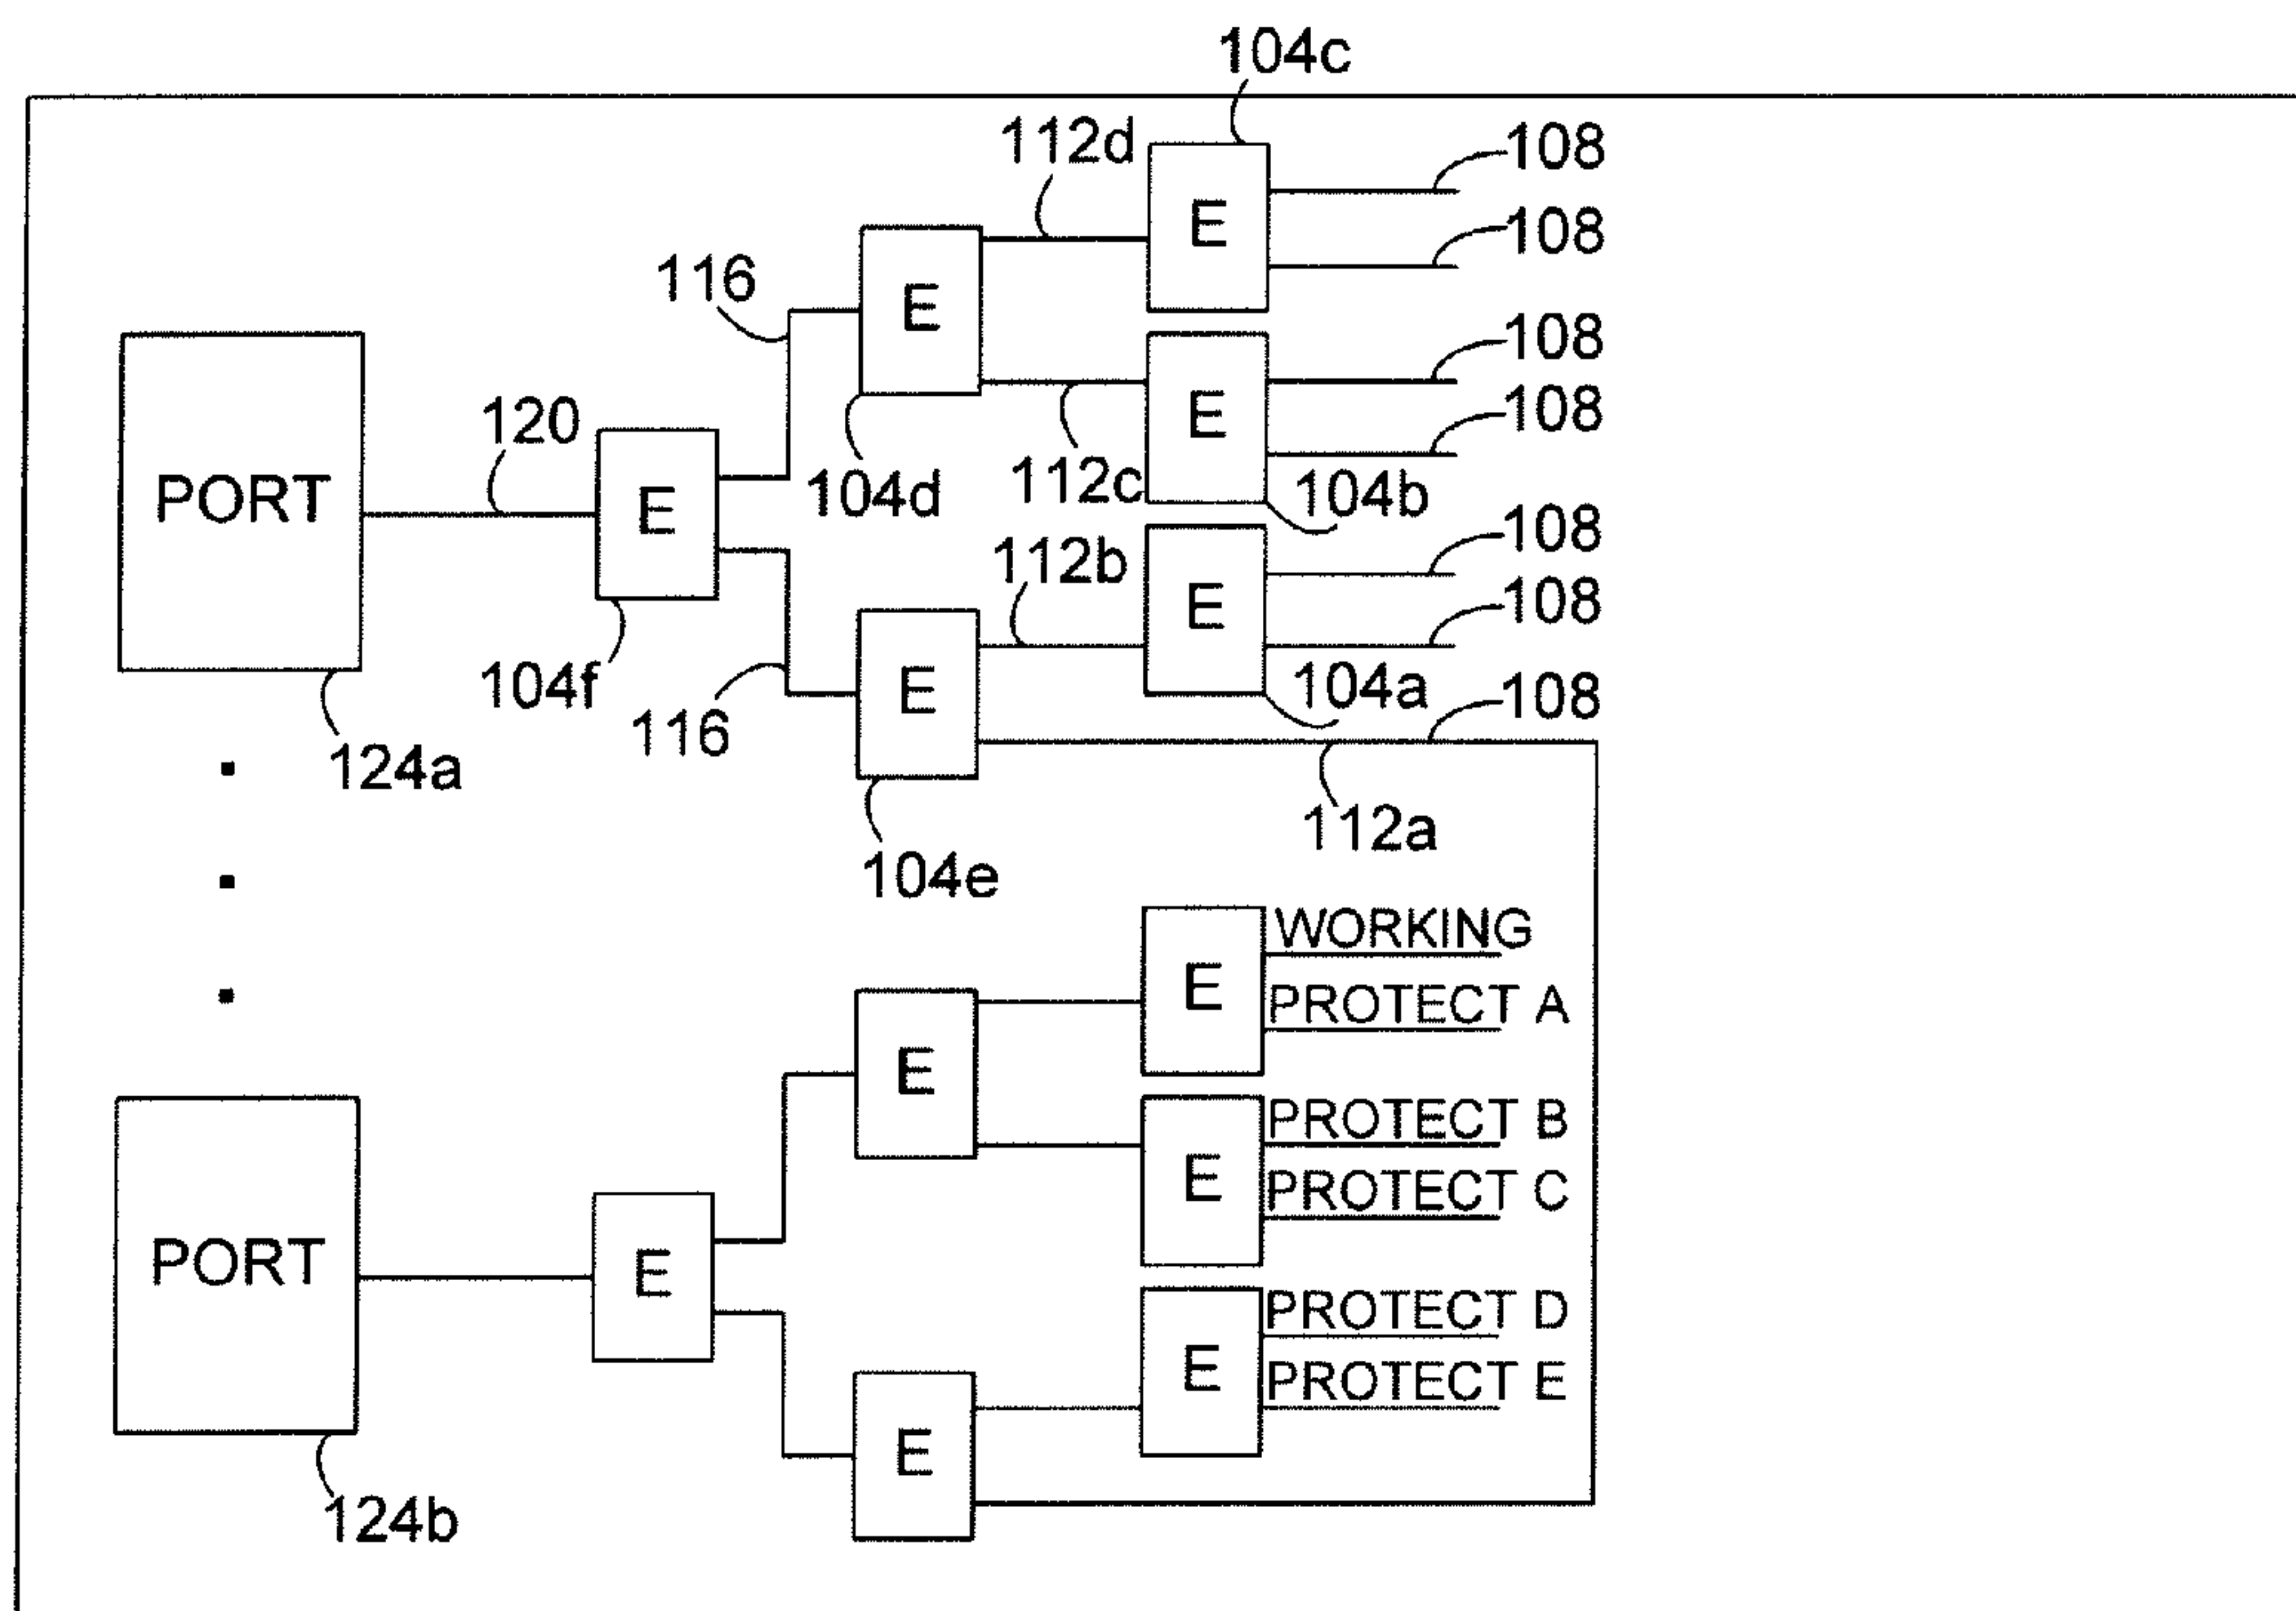 104c
112d
108
E
108
116
E
108
108
120
E
PORT
E
104d
112c
104b
108
112b
E
108
104f
E
104a
108
116
124a
112a
104e
WORKING
E
PROTECT A
E
PROTECT B
E
PROTECT C
PORT
E
PROTECT D
E
PROTECT E
E
124b